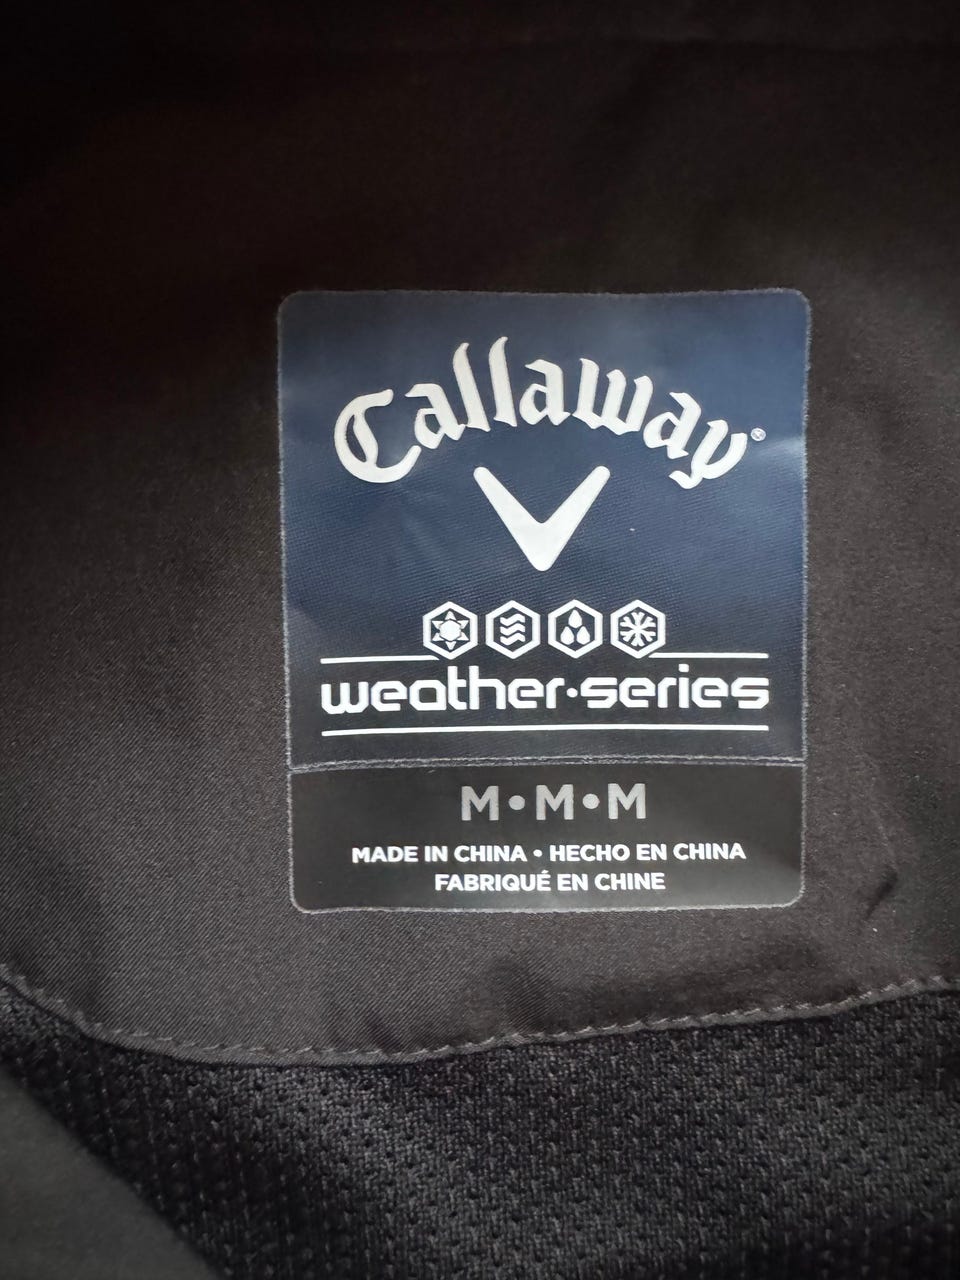 Callaway®
weather·series
M•M•M
MADE IN CHINA • HECHO EN CHINA
FABRIQUÉ EN CHINE